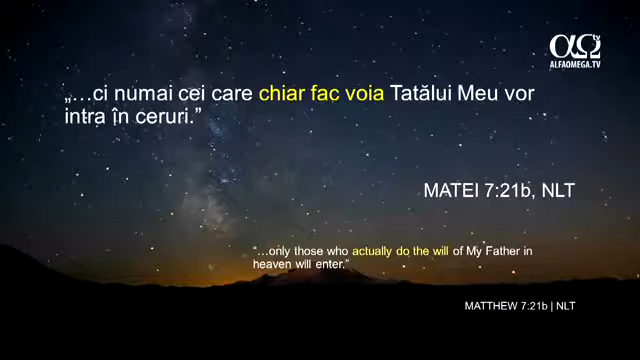 αΩtv
ALFAOMEGA.TV
„…ci numai cei care chiar fac voia Tatălui Meu vor
intra în ceruri.”
MATEI 7:21b, NLT
“…only those who actually do the will of My Father in
heaven will enter.”
MATTHEW 7:21b | NLT